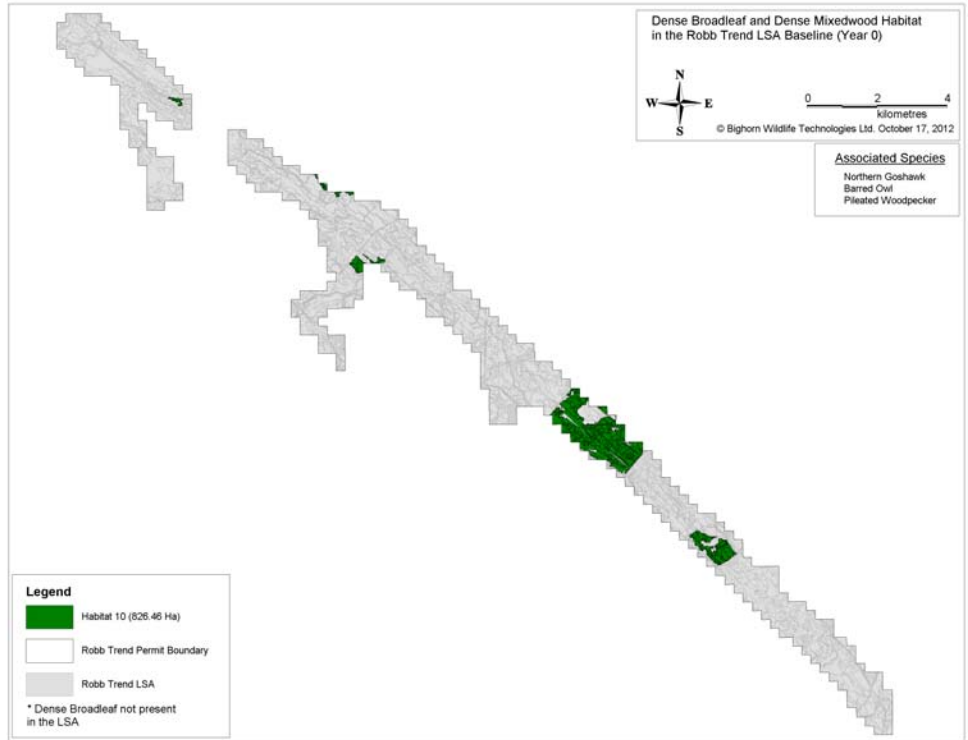 Dense Broadleaf and Dense Mixedwood Habitat
in the Robb Trend LSA Baseline (Year 0)
N
W E
S
0 2 4
kilometres
© Bighorn Wildlife Technologies Ltd. October 17, 2012
Associated Species
Northern Goshawk
Barred Owl
Pileated Woodpecker
Legend
Habitat 10 (826.46 Ha)
Robb Trend Permit Boundary
Robb Trend LSA
* Dense Broadleaf not present
in the LSA